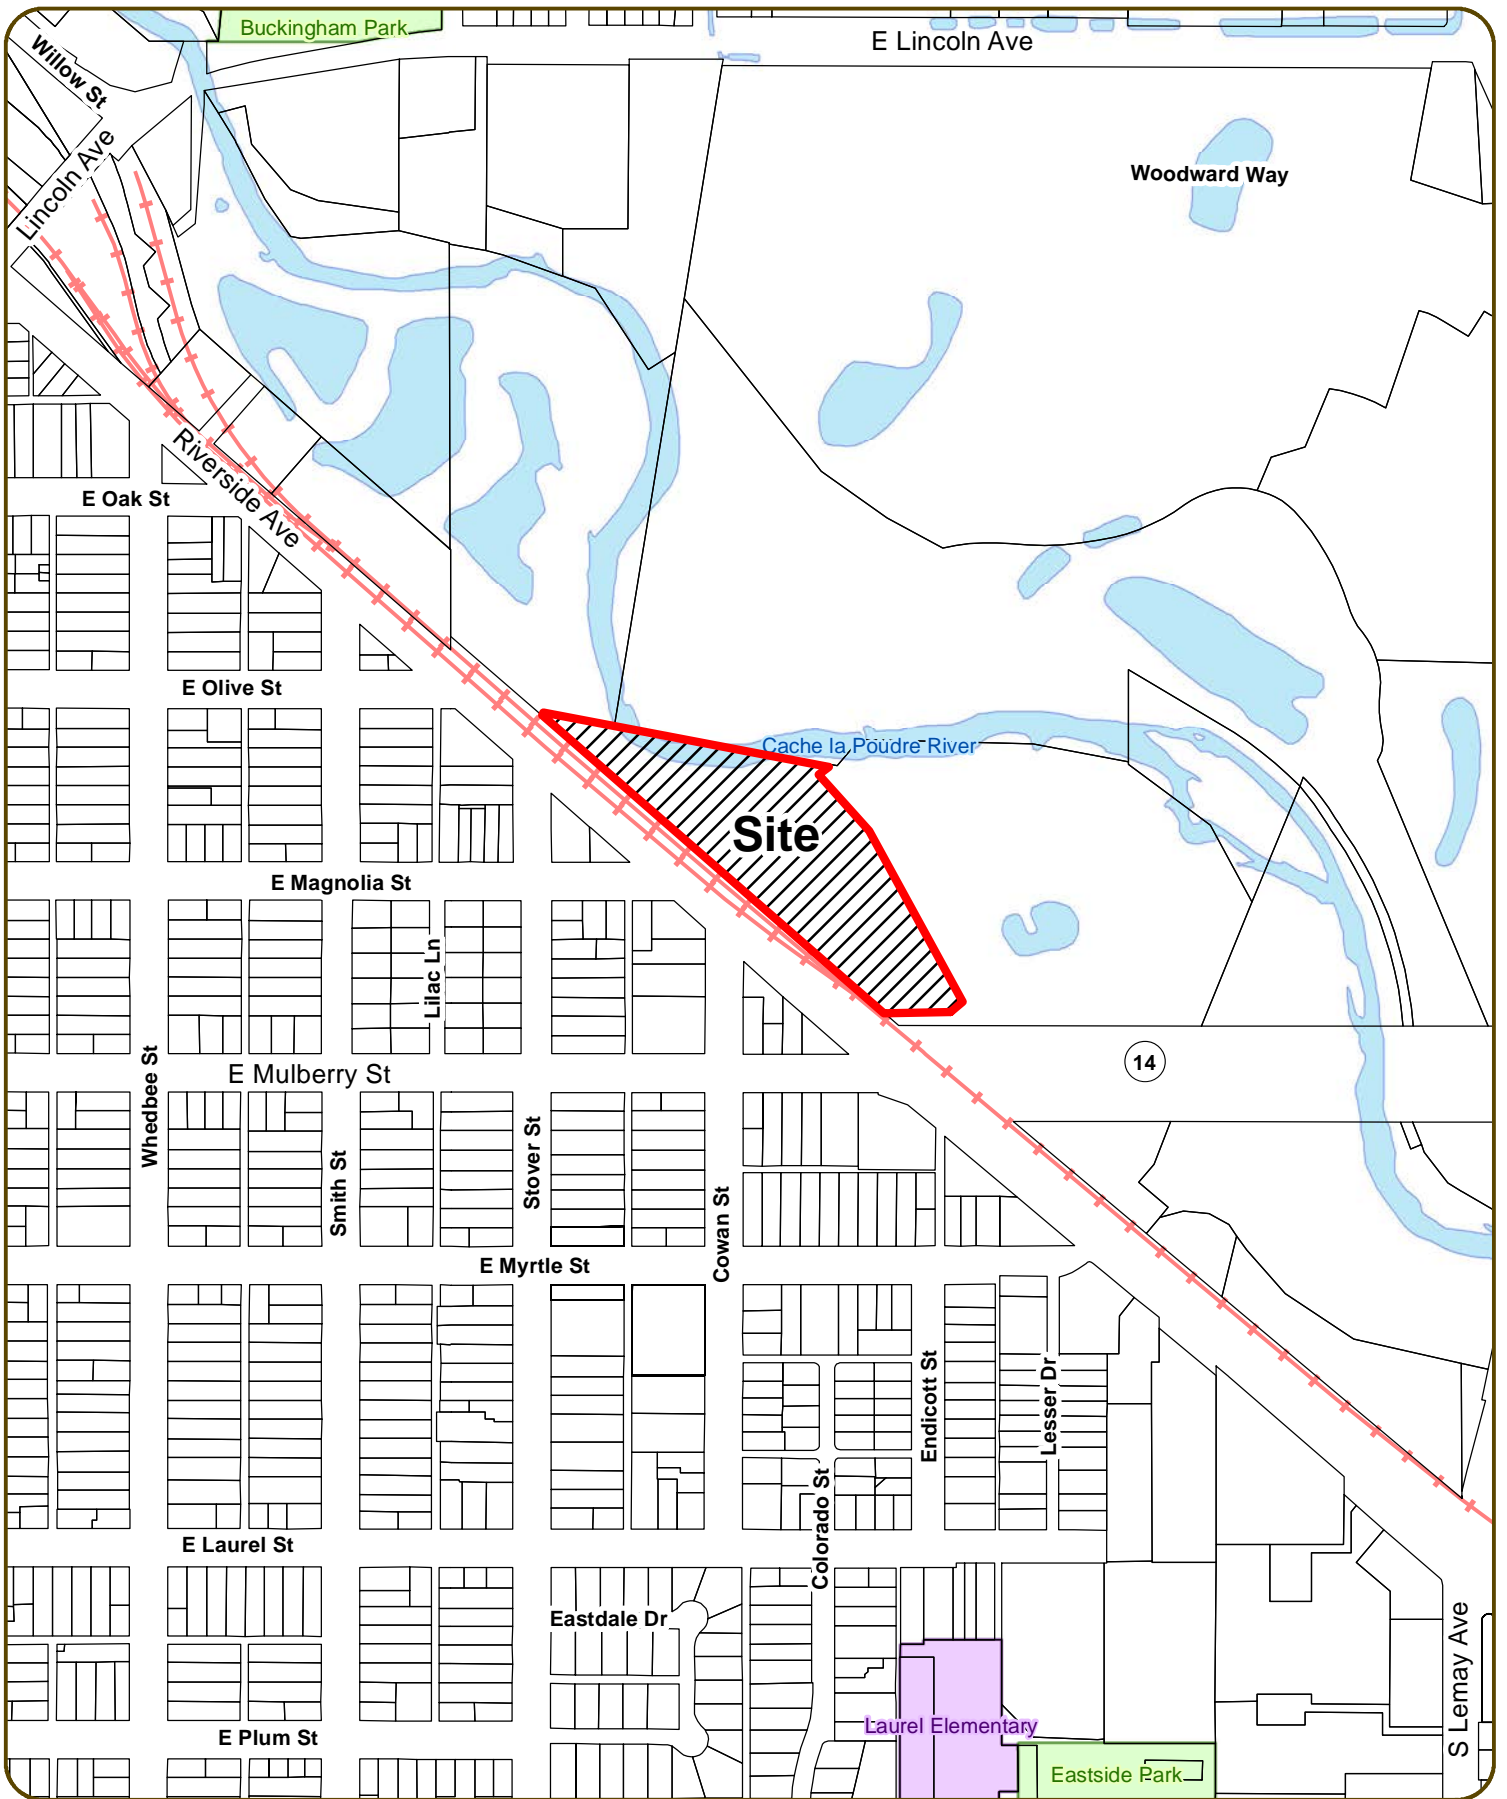 Buckingham Park
E Lincoln Ave
Willow St
Lincoln Ave
Woodward Way
Riverside Ave
E Oak St
E Olive St
Cache la Poudre River
Site
E Magnolia St
Lilac Ln
Whedbee St
E Mulberry St
14
Smith St
Stover St
Cowan St
E Myrtle St
Endicott St
Lesser Dr
Colorado St
E Laurel St
Eastdale Dr
S Lemay Ave
Laurel Elementary
E Plum St
Eastside Park